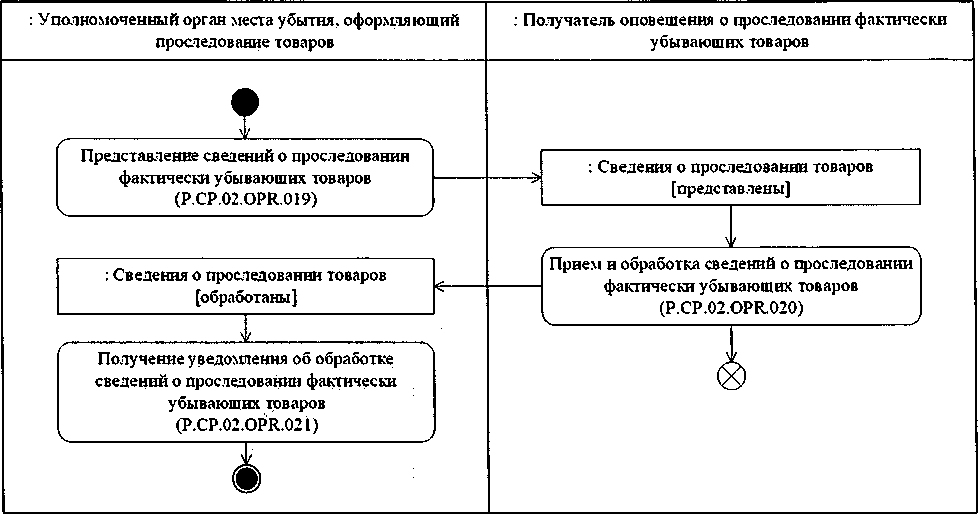 : Уполномоченный орган места убытия, оформляющий
проследование товаров
: Получатель оповещения о проследовании фактически
убывающих товаров
Представление сведений о проследовании
фактически убывающих товаров
(P.CP.02.OPR.019)
: Сведения о проследовании товаров
[представлены]
Прием и обработка сведений о проследовании
фактически убывающих товаров
(P.CP.02.OPR.020)
: Сведения о проследовании товаров
[обработаны]
Получение уведомления об обработке
сведений о проследовании фактически
убывающих товаров
(P.CP.02.OPR.021)